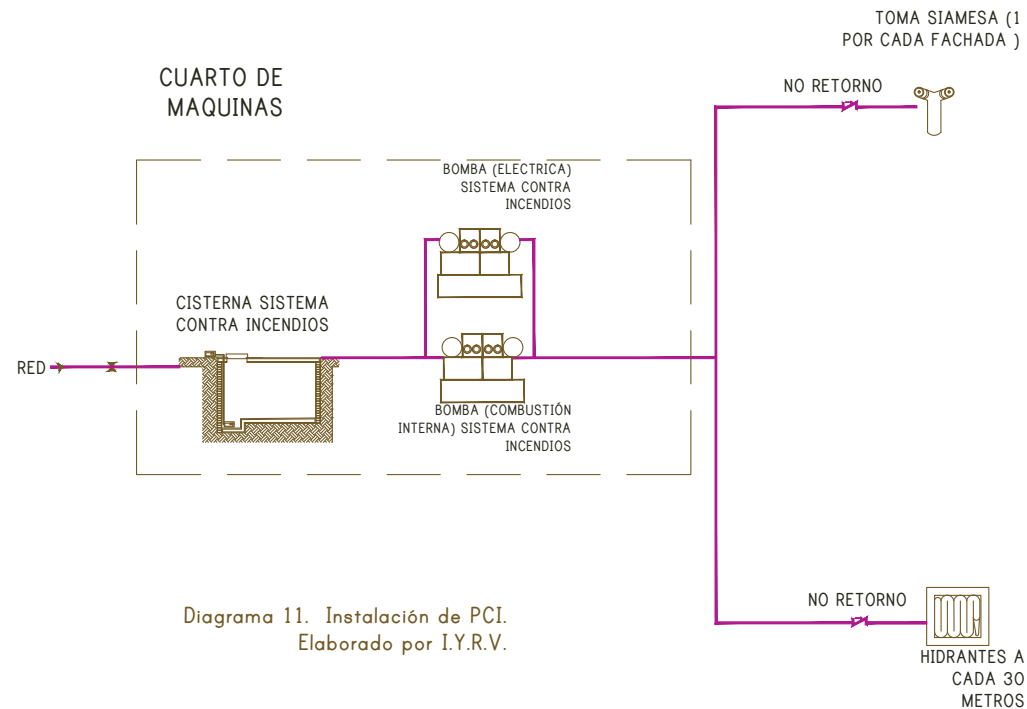 TOMA SIAMESA (1
POR CADA FACHADA )
CUARTO DE
MAQUINAS
NO RETORNO
BOMBA (ELECTRICA)
SISTEMA CONTRA
INCENDIOS
CISTERNA SISTEMA
CONTRA INCENDIOS
RED
BOMBA (COMBUSTIÓN
INTERNA) SISTEMA CONTRA
INCENDIOS
NO RETORNO
HIDRANTES A
CADA 30
METROS
Diagrama 11. Instalación de PCI.
Elaborado por I.Y.R.V.